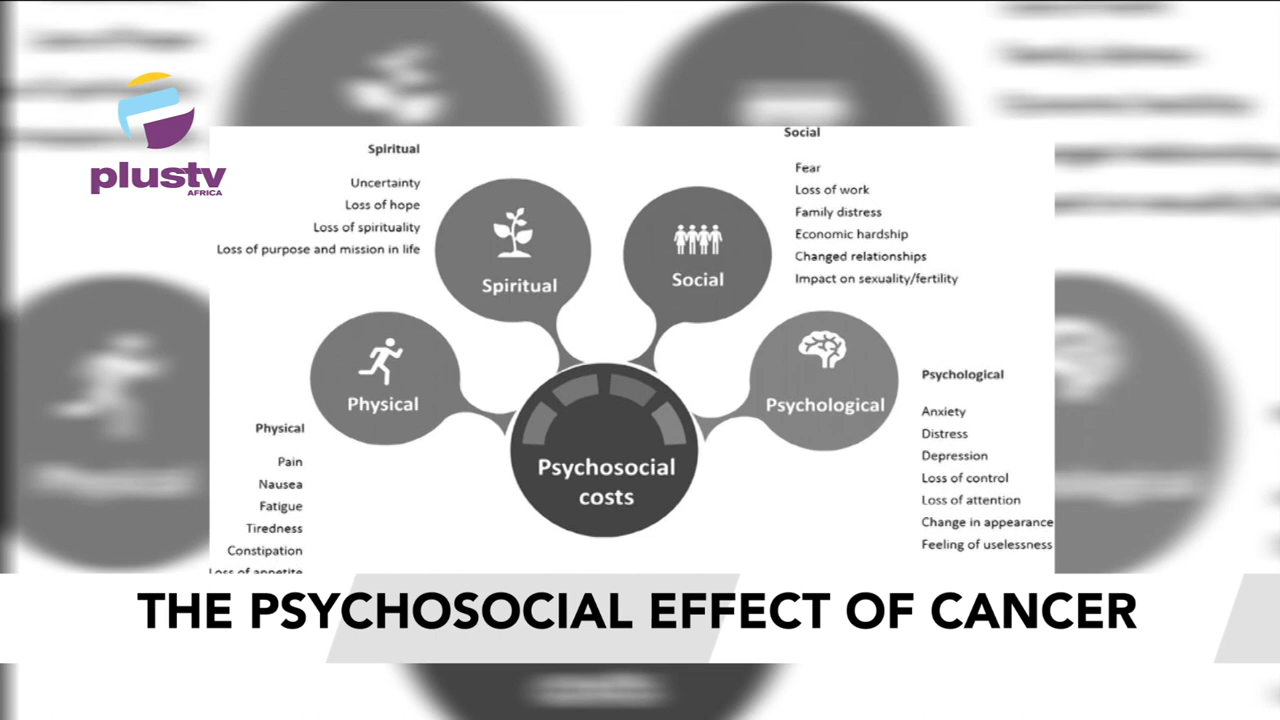 plustv
AFRICA
Spiritual
Uncertainty
Loss of hope
Loss of spirituality
Loss of purpose and mission in life
Spiritual
Social
Fear
Loss of work
Family distress
Economic hardship
Changed relationships
Impact on sexuality/fertility
Social
Physical
Physical
Pain
Nausea
Fatigue
Tiredness
Constipation
Loss of appetite
Psychological
Psychological
Anxiety
Distress
Depression
Loss of control
Loss of attention
Change in appearance
Feeling of uselessness
Psychosocial
costs
THE PSYCHOSOCIAL EFFECT OF CANCER